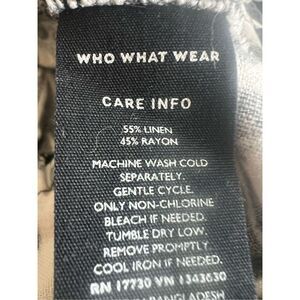 WHO WHAT WEAR
CARE INFO
55% LINEN
45% RAYON
MACHINE WASH COLD
SEPARATELY.
GENTLE CYCLE.
ONLY NON-CHLORINE
BLEACH IF NEEDED.
TUMBLE DRY LOW.
REMOVE PROMPTLY.
COOL IRON IF NEEDED.
RN 17730 VN 1343630
BANGLADESH